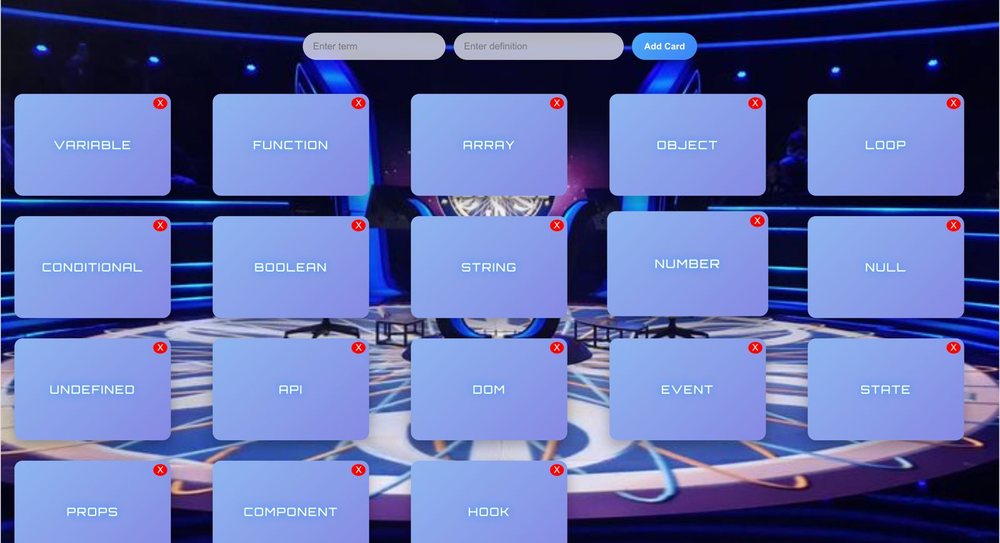 Enter term
Enter definition
Add Card
X
X
X
X
X
VARIABLE
FUNCTION
ARRAY
OBJECT
LOOP
X
X
X
X
X
CONDITIONAL
BOOLEAN
STRING
NUMBER
NULL
X
X
X
X
X
UNDEFINED
API
DOM
EVENT
STATE
X
X
X
PROPS
COMPONENT
HOOK